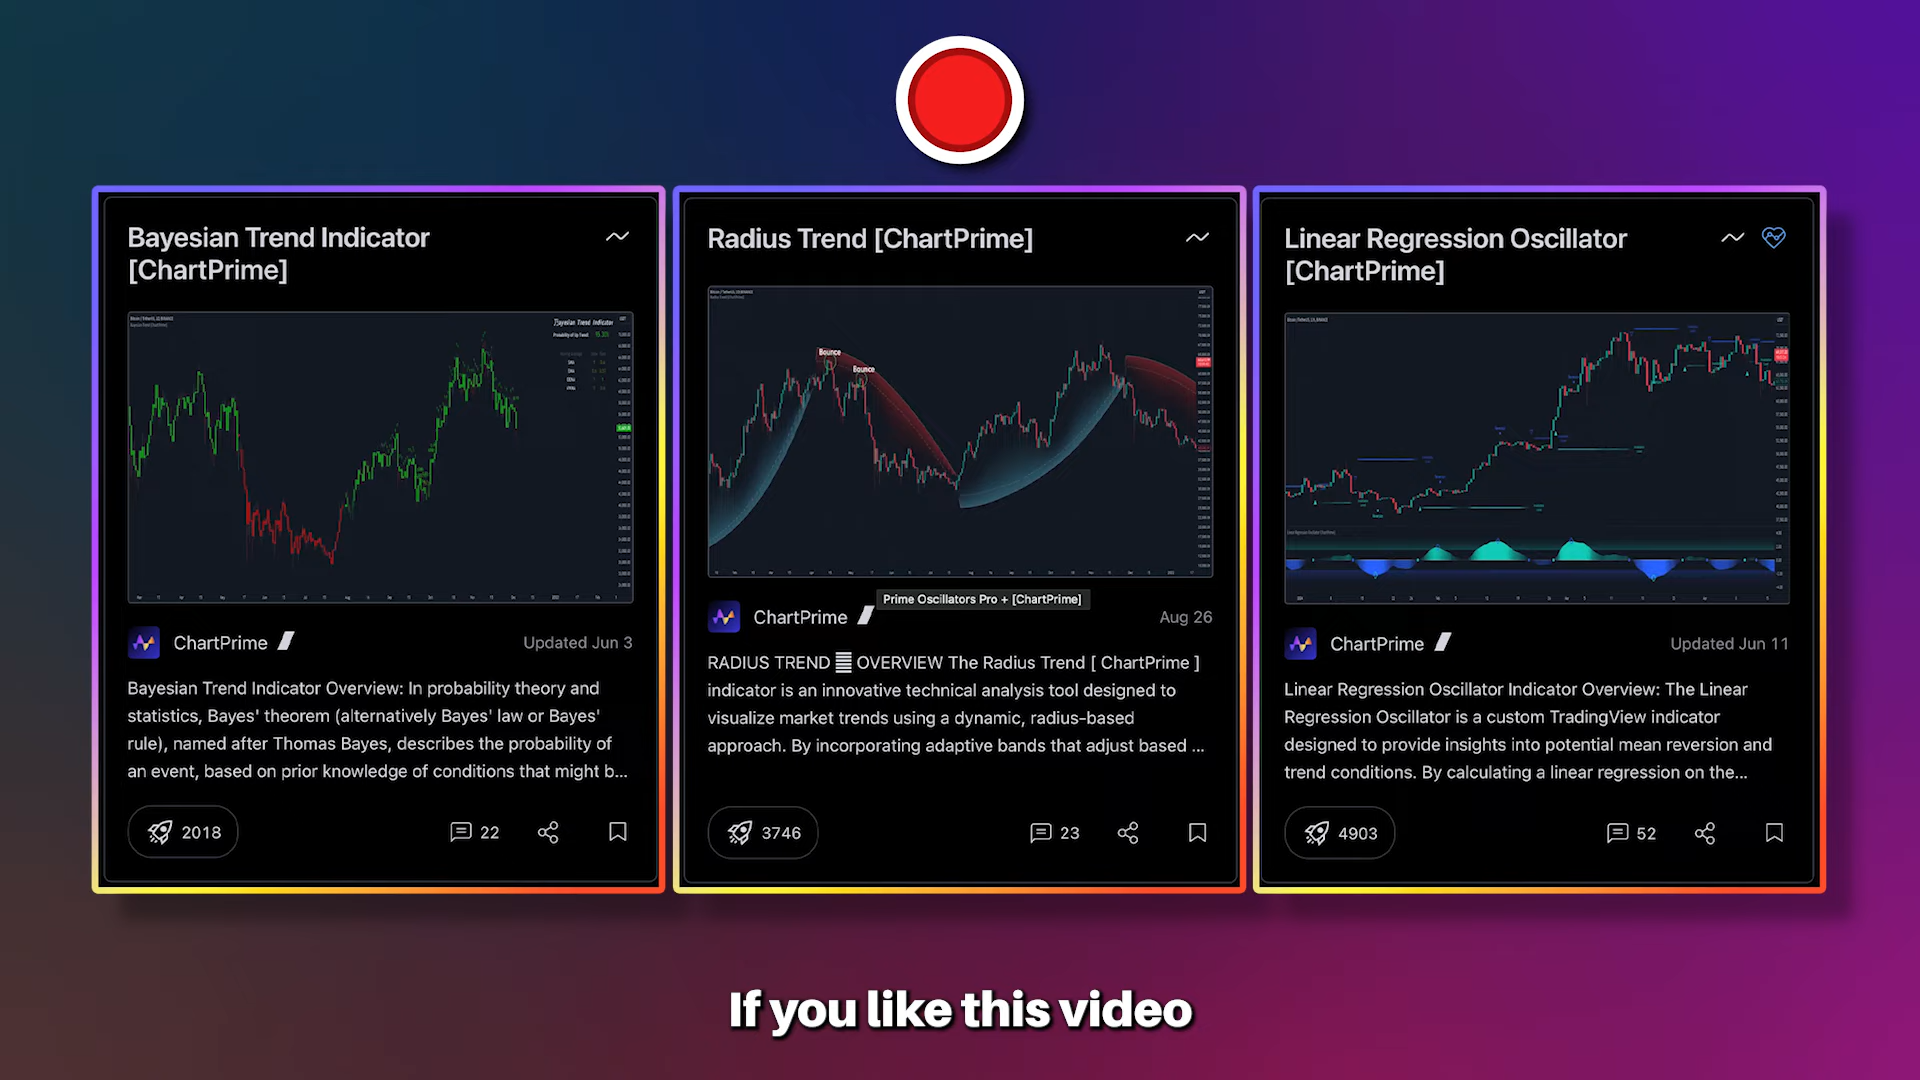 Bayesian Trend Indicator
[ChartPrime]
Bayesian Trend Indicator
ChartPrime
Updated Jun 3
Bayesian Trend Indicator Overview: In probability theory and
statistics, Bayes' theorem (alternatively Bayes' law or Bayes'
rule), named after Thomas Bayes, describes the probability of
an event, based on prior knowledge of conditions that might b...
2018
22
Radius Trend [ChartPrime]
Bounce
Bounce
Prime Oscillators Pro + [ChartPrime]
ChartPrime
Aug 26
RADIUS TREND OVERVIEW The Radius Trend [ ChartPrime ]
indicator is an innovative technical analysis tool designed to
visualize market trends using a dynamic, radius-based
approach. By incorporating adaptive bands that adjust based ...
3746
23
Linear Regression Oscillator
[ChartPrime]
ChartPrime
Updated Jun 11
Linear Regression Oscillator Indicator Overview: The Linear
Regression Oscillator is a custom TradingView indicator
designed to provide insights into potential mean reversion and
trend conditions. By calculating a linear regression on the...
4903
52
If you like this video